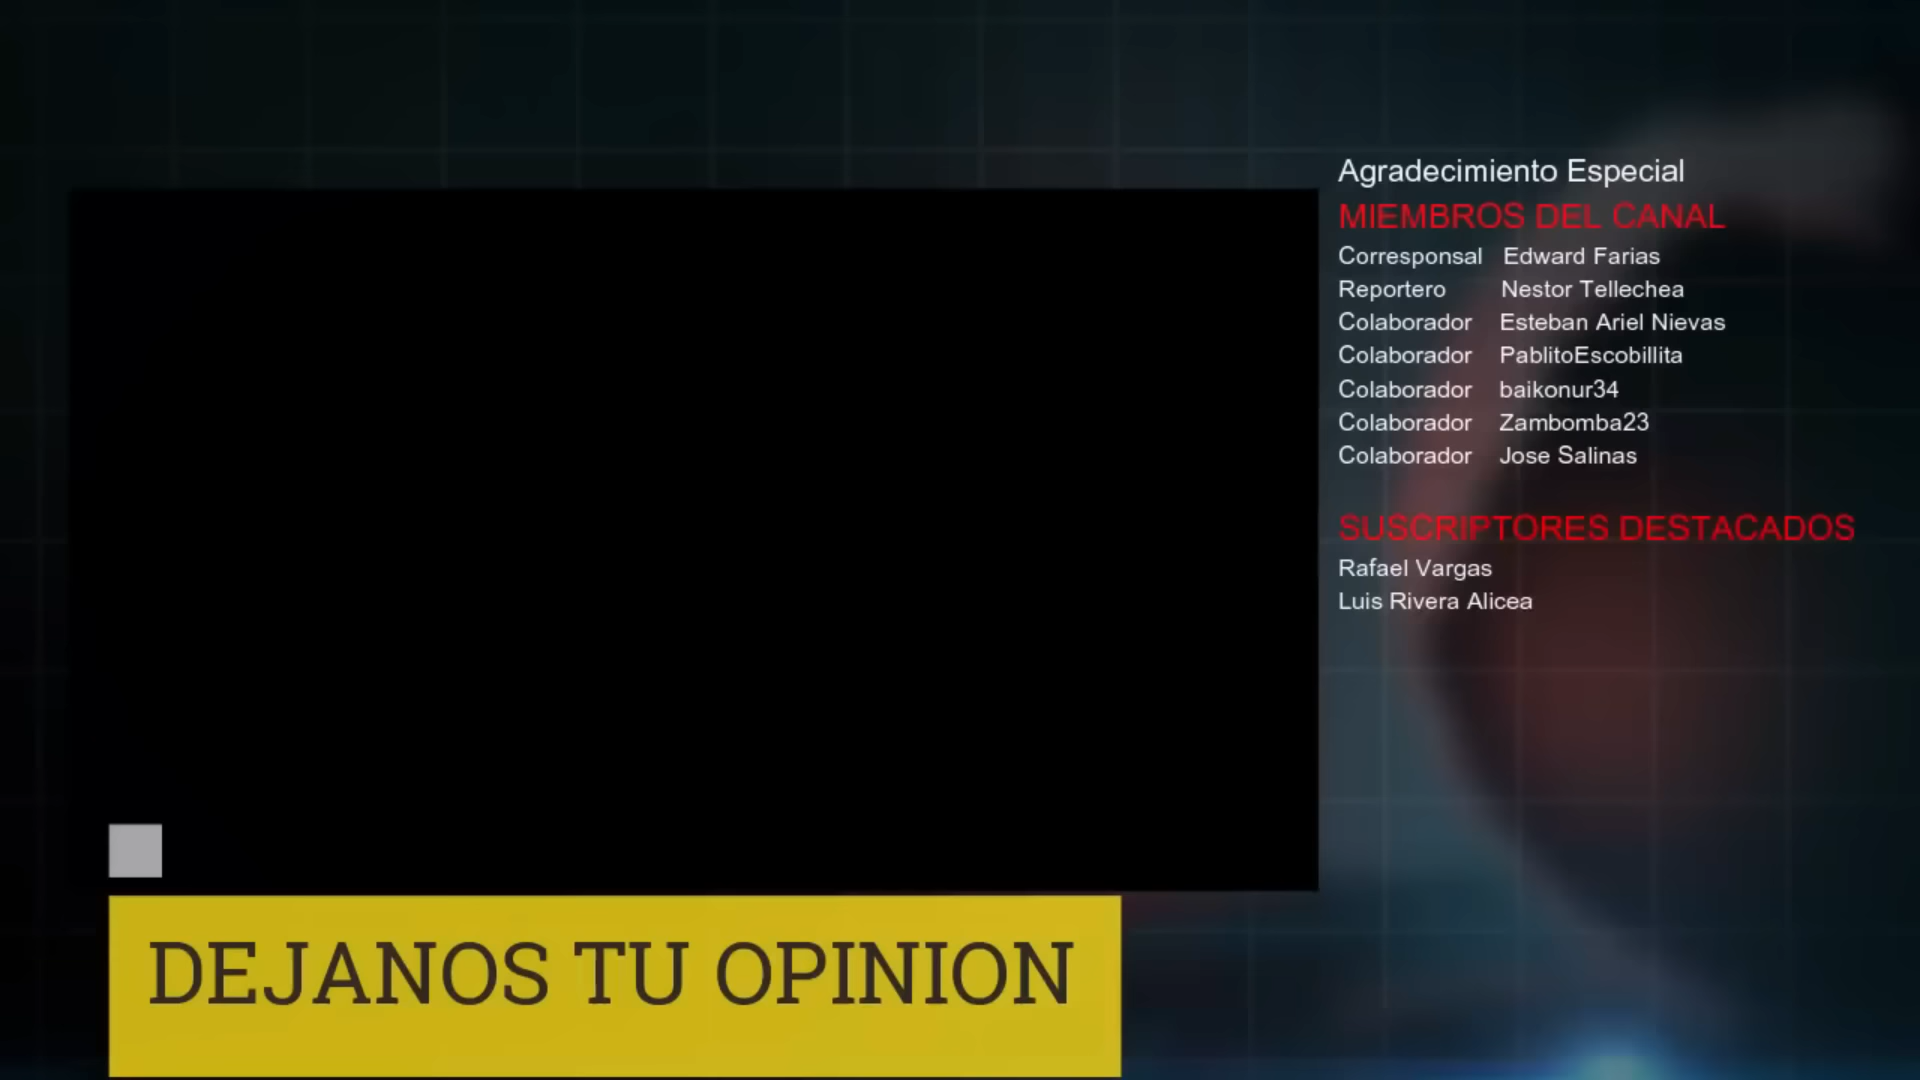 Agradecimiento Especial
MIEMBROS DEL CANAL
Corresponsal Edward Farias
Reportero Nestor Tellechea
Colaborador Esteban Ariel Nievas
Colaborador PablitoEscobillita
Colaborador baikonur34
Colaborador Zambomba23
Colaborador Jose Salinas
SUSCRIPTORES DESTACADOS
Rafael Vargas
Luis Rivera Alicea
DEJANOS TU OPINION